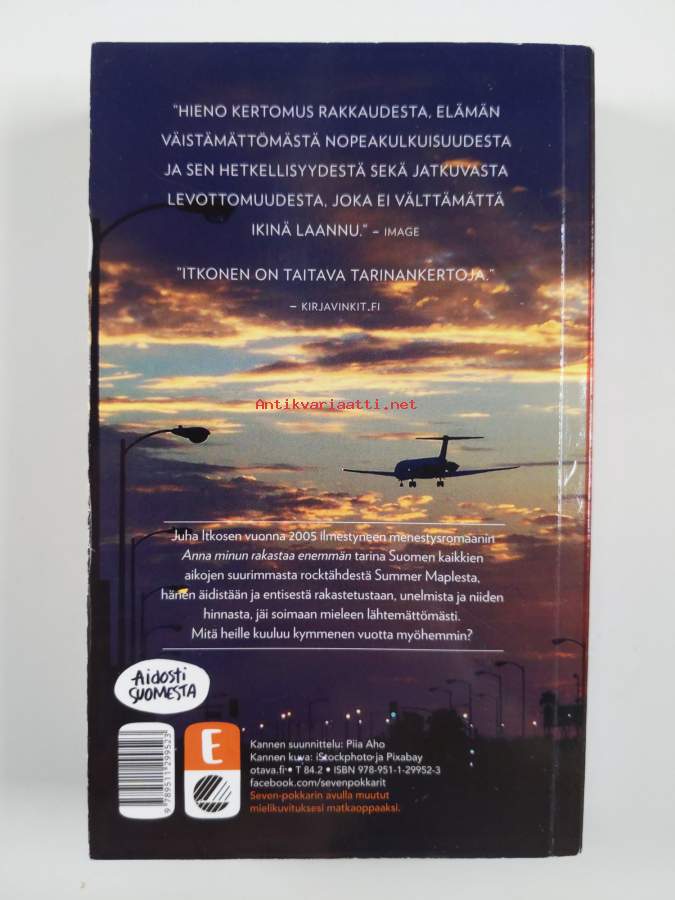 "HIENO KERTOMUS RAKKAUDESTA, ELÄMÄN
VÄISTÄMÄTTÖMÄSTÄ NOPEAKULKUISUUDESTA
JA SEN HETKELLISYYDESTÄ SEKÄ JATKUVASTA
LEVOTTOMUUDESTA, JOKA EI VÄLTTÄMÄTTÄ
IKINÄ LAANNU." – IMAGE
"ITKONEN ON TAITAVA TARINANKERTOJA."
– KIRJAVINKIT.FI
Antikvariaatti.net
Juha Itkosen vuonna 2005 ilmestyneen menestysromaanin
Anna minun rakastaa enemmän tarina Suomen kaikkien
aikojen suurimmasta rocktähdestä Summer Maplesta,
hänen äidistään ja entisestä rakastetustaan, unelmista ja niiden
hinnasta, jäi soimaan mieleen lähtemättömästi.
Mitä heille kuuluu kymmenen vuotta myöhemmin?
Aidosti
SUOMESTA
9 789511 299523
E
Kannen suunnittelu: Piia Aho
Kannen kuva: iStockphoto ja Pixabay
otava.fi • T 84.2 • ISBN 978-951-1-29952-3
facebook.com/sevenpokkarit
Seven-pokkarin avulla muutut
mielikuvituksesi matkaoppaaksi.